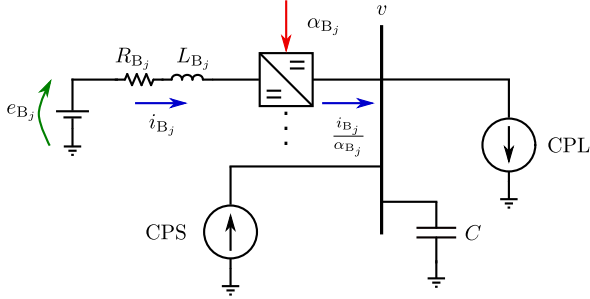 v
α_{B_j}
R_{B_j} L_{B_j}
e_{B_j}
i_{B_j}
i_{B_j}
α_{B_j}
CPL
CPS
C